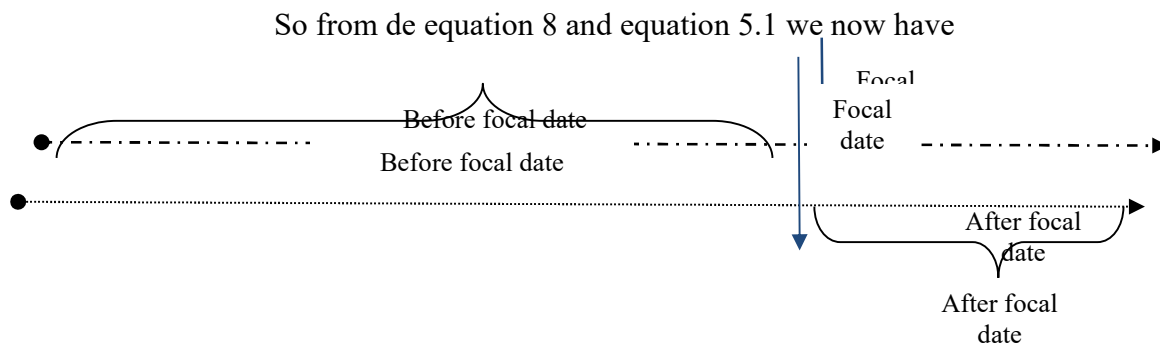 So from de equation 8 and equation 5.1 we now have
Focal
Focal
date
Before focal date
Before focal date
After focal
date
After focal
date